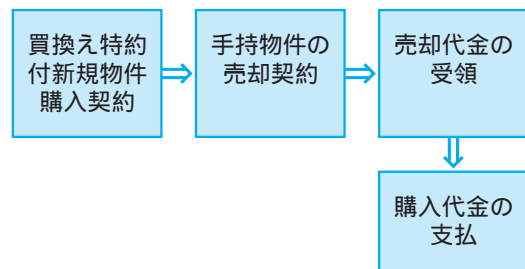 買換え特約
付新規物件
購入契約
手持物件の
売却契約
売却代金の
受領
購入代金の
支払